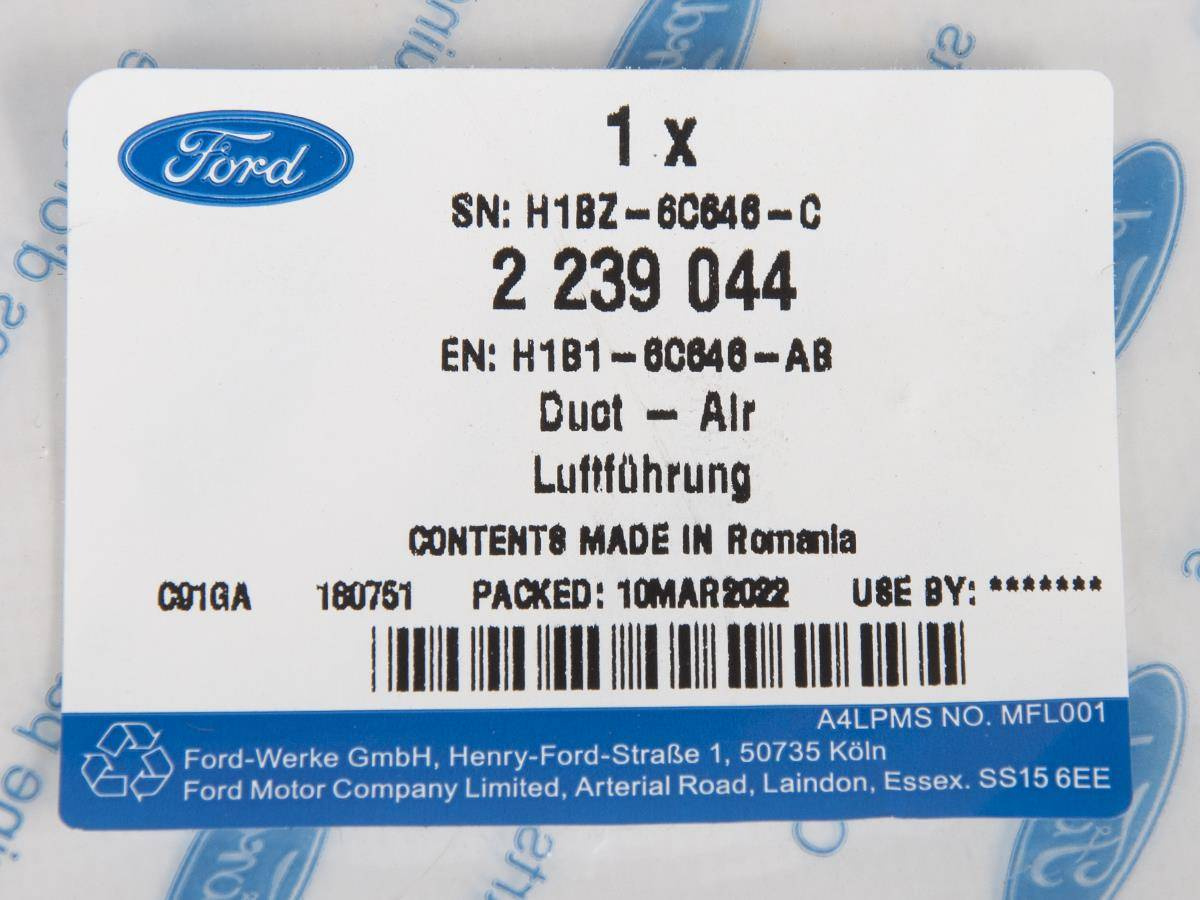 Ford
1 x
SN: H1BZ-6C646-C
2 239 044
EN: H1B1-6C646-AB
Duct - Air
Luftführung
CONTENTS MADE IN Romania
C91GA 180751 PACKED: 10MAR2022 USE BY: *******
A4LPMS NO. MFL001
Ford-Werke GmbH, Henry-Ford-Straße 1, 50735 Köln
Ford Motor Company Limited, Arterial Road, Laindon, Essex. SS15 6EE